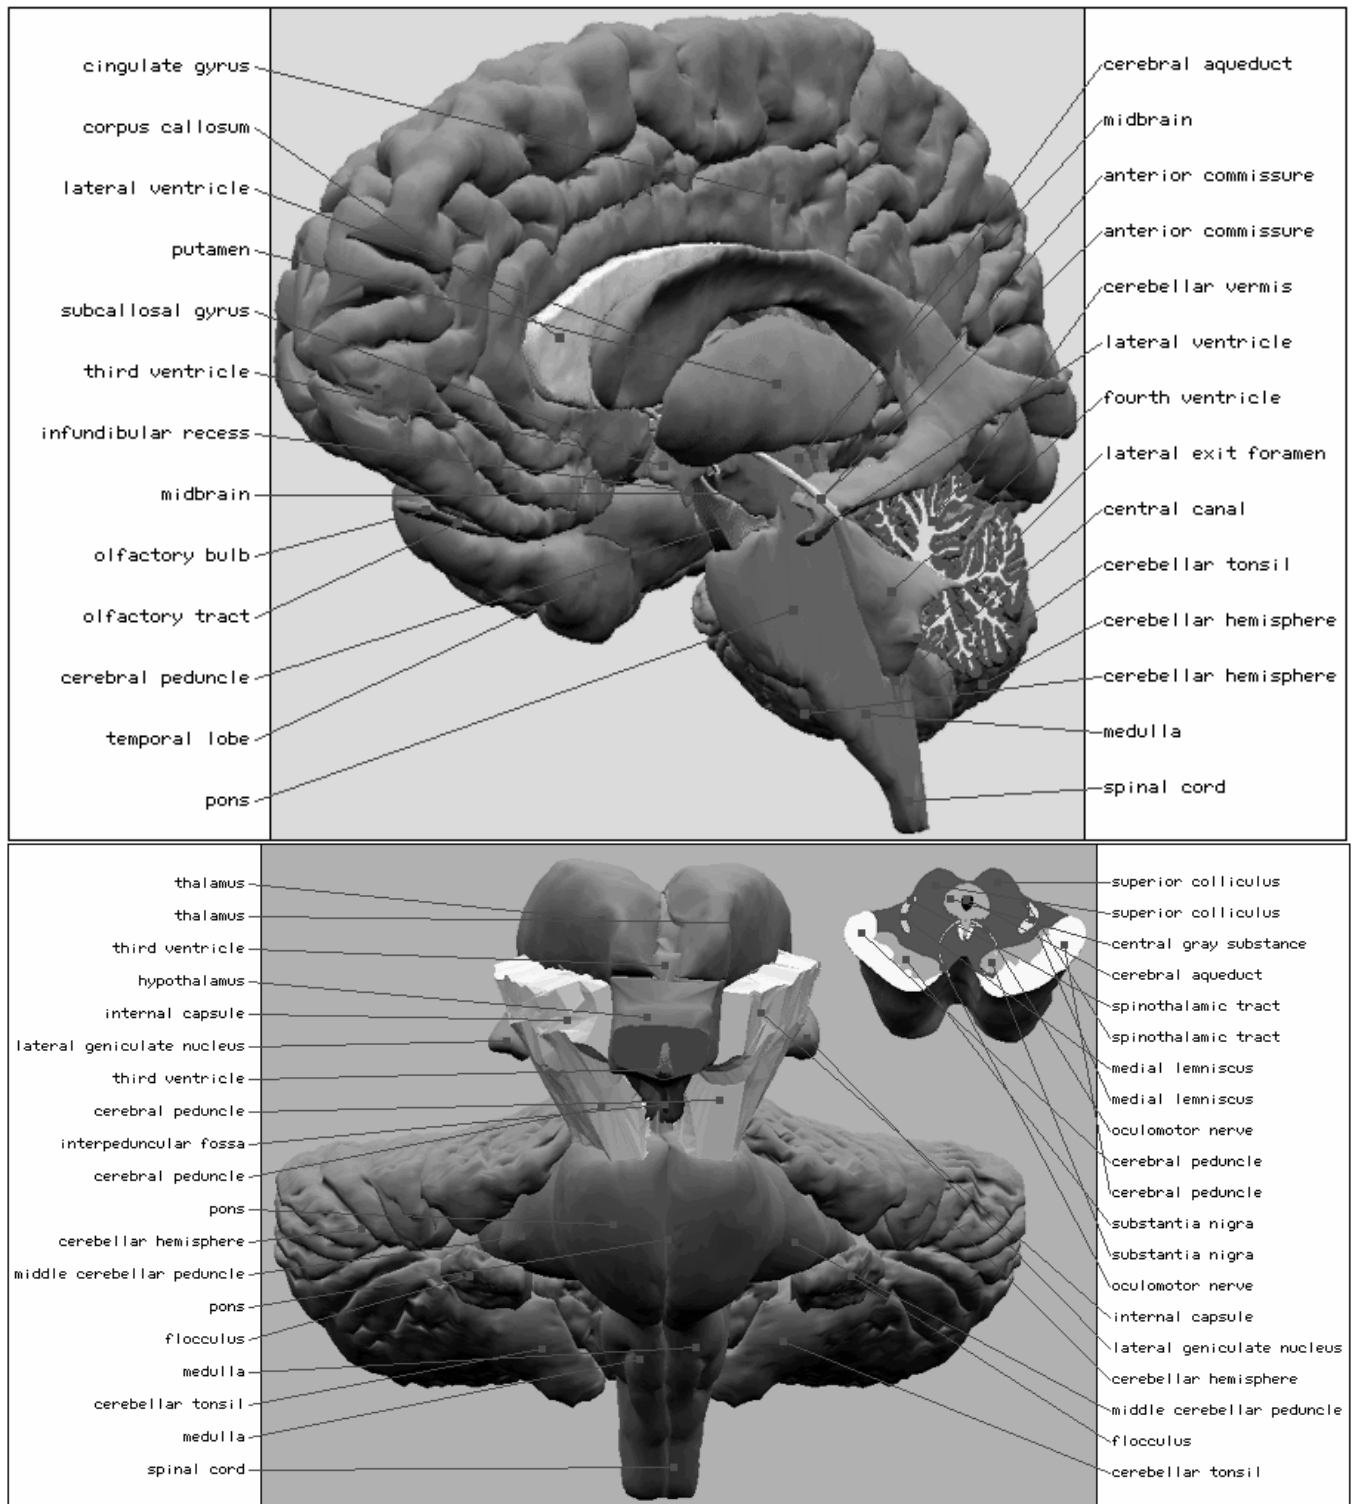 cingulate gyrus
corpus callosum
lateral ventricle
putamen
subcallosal gyrus
third ventricle
infundibular recess
midbrain
olfactory bulb
olfactory tract
cerebral peduncle
temporal lobe
pons
cerebral aqueduct
midbrain
anterior commissure
anterior commissure
cerebellar vermis
lateral ventricle
fourth ventricle
lateral exit foramen
central canal
cerebellar tonsil
cerebellar hemisphere
cerebellar hemisphere
medulla
spinal cord
thalamus
thalamus
third ventricle
hypothalamus
internal capsule
lateral geniculate nucleus
third ventricle
cerebral peduncle
interpeduncular fossa
cerebral peduncle
pons
cerebellar hemisphere
middle cerebellar peduncle
pons
flocculus
medulla
cerebellar tonsil
medulla
spinal cord
superior colliculus
superior colliculus
central gray substance
cerebral aqueduct
spinothalamic tract
spinothalamic tract
medial lemniscus
medial lemniscus
oculomotor nerve
cerebral peduncle
cerebral peduncle
substantia nigra
substantia nigra
oculomotor nerve
internal capsule
lateral geniculate nucleus
cerebellar hemisphere
middle cerebellar peduncle
flocculus
cerebellar tonsil